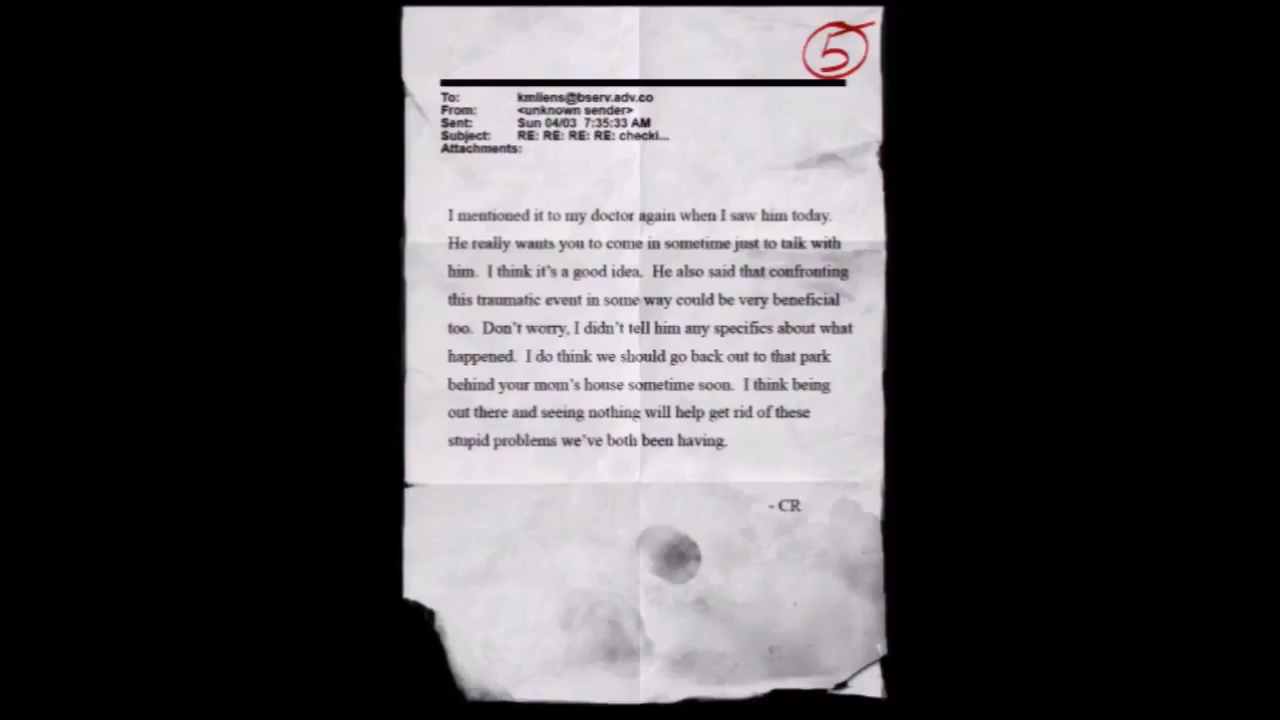 5
To: kmilens@bserv.adv.co
From: <unknown sender>
Sent: Sun 04/03 7:35:33 AM
Subject: RE: RE: RE: RE: checki...
Attachments:
I mentioned it to my doctor again when I saw him today.
He really wants you to come in sometime just to talk with
him. I think it's a good idea. He also said that confronting
this traumatic event in some way could be very beneficial
too. Don't worry, I didn't tell him any specifics about what
happened. I do think we should go back out to that park
behind your mom's house sometime soon. I think being
out there and seeing nothing will help get rid of these
stupid problems we've both been having.
- CR